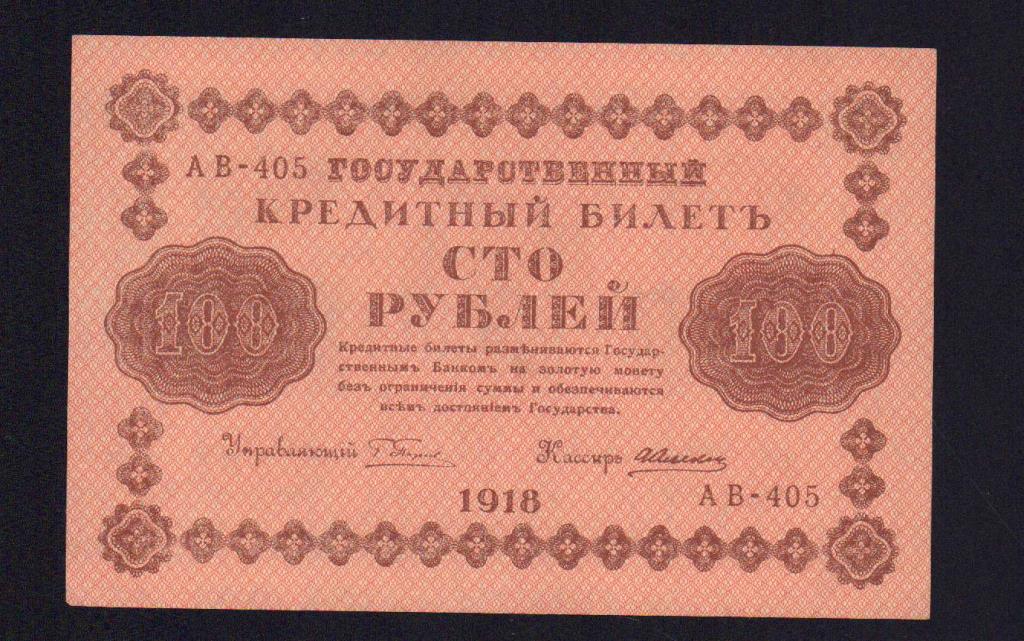 АВ-405 ГОСУДАРСТВЕННЫЙ
КРЕДИТНЫЙ БИЛЕТЪ
СТО
РУБЛЕЙ
100 100
Кредитные билеты размѣниваются Государ-
ственнымъ Банкомъ на золотую монету
безъ ограниченія суммы и обезпечиваются
всѣмъ достояніемъ Государства.
Управляющій Кассиръ
1918 АВ-405